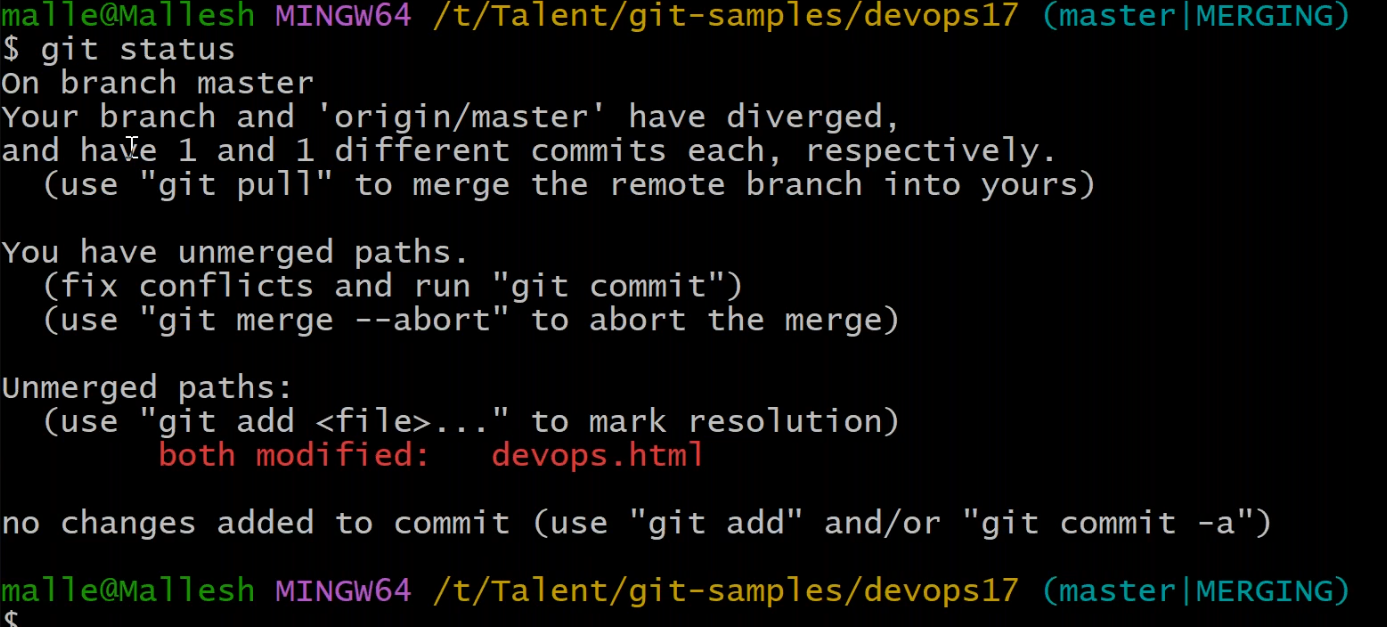 malle@Mallesh MINGW64 /t/Talent/git-samples/devops17 (master|MERGING)
$ git status
On branch master
Your branch and 'origin/master' have diverged,
and have 1 and 1 different commits each, respectively.
  (use "git pull" to merge the remote branch into yours)

You have unmerged paths.
  (fix conflicts and run "git commit")
  (use "git merge --abort" to abort the merge)

Unmerged paths:
  (use "git add <file>..." to mark resolution)
        both modified:   devops.html

no changes added to commit (use "git add" and/or "git commit -a")

malle@Mallesh MINGW64 /t/Talent/git-samples/devops17 (master|MERGING)
$